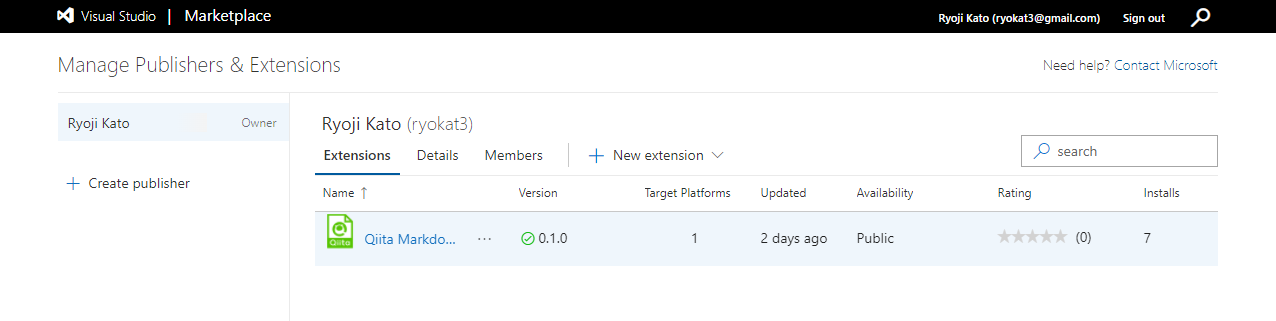 Visual Studio | Marketplace
Ryoji Kato (ryokat3@gmail.com) Sign out
Manage Publishers & Extensions
Need help? Contact Microsoft
Ryoji Kato Owner
+ Create publisher
Ryoji Kato (ryokat3)
Extensions Details Members | + New extension
search
Name ↑ Version Target Platforms Updated Availability Rating Installs
Qiita
Qiita Markdo... ... 0.1.0 1 2 days ago Public ★★★★★ (0) 7